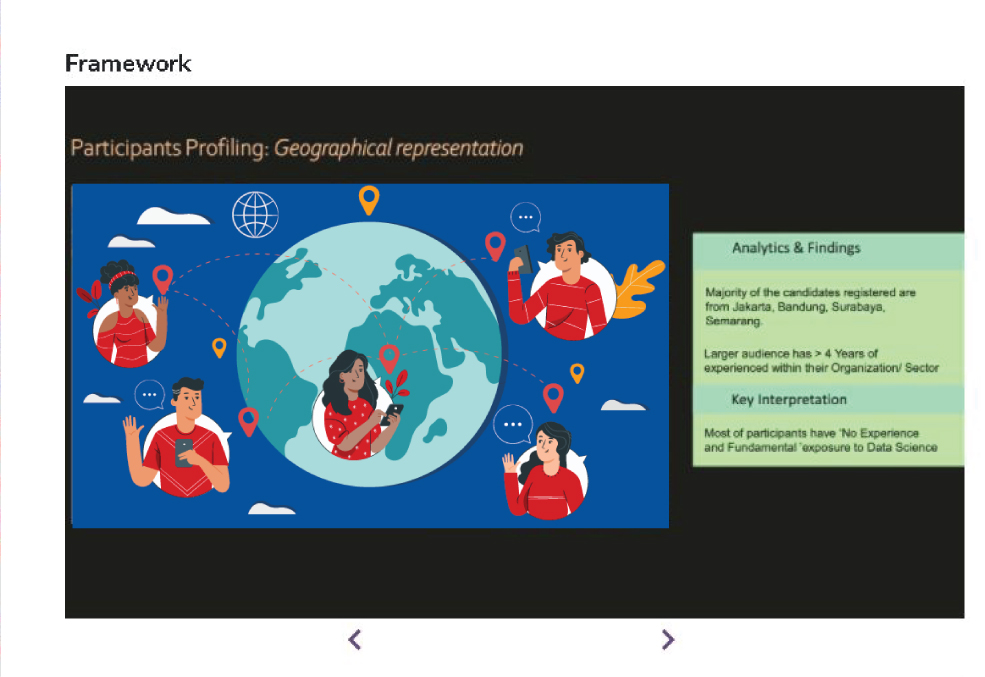 Framework
Participants Profiling: Geographical representation
Analytics & Findings
Majority of the candidates registered are
from Jakarta, Bandung, Surabaya,
Semarang.
Larger audience has > 4 Years of
experienced within their Organization/ Sector
Key Interpretation
Most of participants have 'No Experience
and Fundamental 'exposure to Data Science